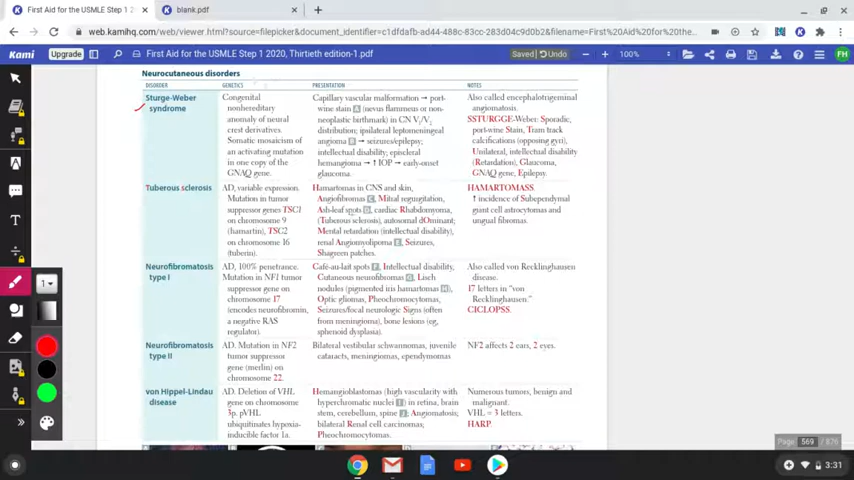 First Aid for the USMLE Step 1
blank.pdf
web.kamihq.com/web/viewer.html?source=filepicker&document_identifier=c1dfdafb-ad44-488c-83cc-2d83b03c0d6e&filename=First%20Aid%20for%20the...
Kami Upgrade First Aid for the USMLE Step 1 2020, Thirtieth edition-1.pdf Saved Undo 100% FH
Neurocutaneous disorders
DISORDER GENETICS PRESENTATION NOTES
Sturge-Weber
syndrome
Congenital
nonhereditary
anomaly of neural
crest derivatives.
Somatic mosaicism of
an activating mutation
in one copy of the
GNAQ gene.
Capillary vascular malformation → port-
wine stain A (nevus flammeus or non-
neoplastic birthmark) in CN V₁/V₂
distribution; ipsilateral leptomeningeal
angioma B → seizures/epilepsy;
intellectual disability; episcleral
hemangioma → ↑ IOP → early-onset
glaucoma.
Also called encephalotrigeminal
angiomatosis.
SSTURGGE-Weber: Sporadic,
port-wine Stain, Tram track
calcifications (opposing gyri),
Unilateral, intellectual disability
(Retardation), Glaucoma,
GNAQ gene, Epilepsy.
Tuberous sclerosis
AD, variable expression.
Mutation in tumor
suppressor genes TSC1
on chromosome 9
(hamartin), TSC2
on chromosome 16
(tuberin).
Hamartomas in CNS and skin,
Angiofibromas C, Mitral regurgitation,
Ash-leaf spots D, cardiac Rhabdomyoma,
(Tuberous sclerosis), autosomal dOminant;
Mental retardation (intellectual disability),
renal Angiomyolipoma E, Seizures,
Shagreen patches.
HAMARTOMASS.
↑ incidence of Subependymal
giant cell astrocytomas and
ungual fibromas.
Neurofibromatosis
type I
AD, 100% penetrance.
Mutation in NF1 tumor
suppressor gene on
chromosome 17
(encodes neurofibromin,
a negative RAS
regulator).
Café-au-lait spots F, Intellectual disability,
Cutaneous neurofibromas G, Lisch
nodules (pigmented iris hamartomas H),
Optic gliomas, Pheochromocytomas,
Seizures/focal neurologic Signs (often
from meningioma), bone lesions (eg,
sphenoid dysplasia).
Also called von Recklinghausen
disease.
17 letters in "von
Recklinghausen."
CICLOPSS.
Neurofibromatosis
type II
AD. Mutation in NF2
tumor suppressor
gene (merlin) on
chromosome 22.
Bilateral vestibular schwannomas, juvenile
cataracts, meningiomas, ependymomas
NF2 affects 2 ears, 2 eyes.
von Hippel-Lindau
disease
AD. Deletion of VHL
gene on chromosome
3p. pVHL
ubiquitinates hypoxia-
inducible factor 1a.
Hemangioblastomas (high vascularity with
hyperchromatic nuclei I) in retina, brain
stem, cerebellum, spine J; Angiomatosis;
bilateral Renal cell carcinomas;
Pheochromocytomas.
Numerous tumors, benign and
malignant.
VHL = 3 letters.
HARP.
Page 569 / 876
3:31